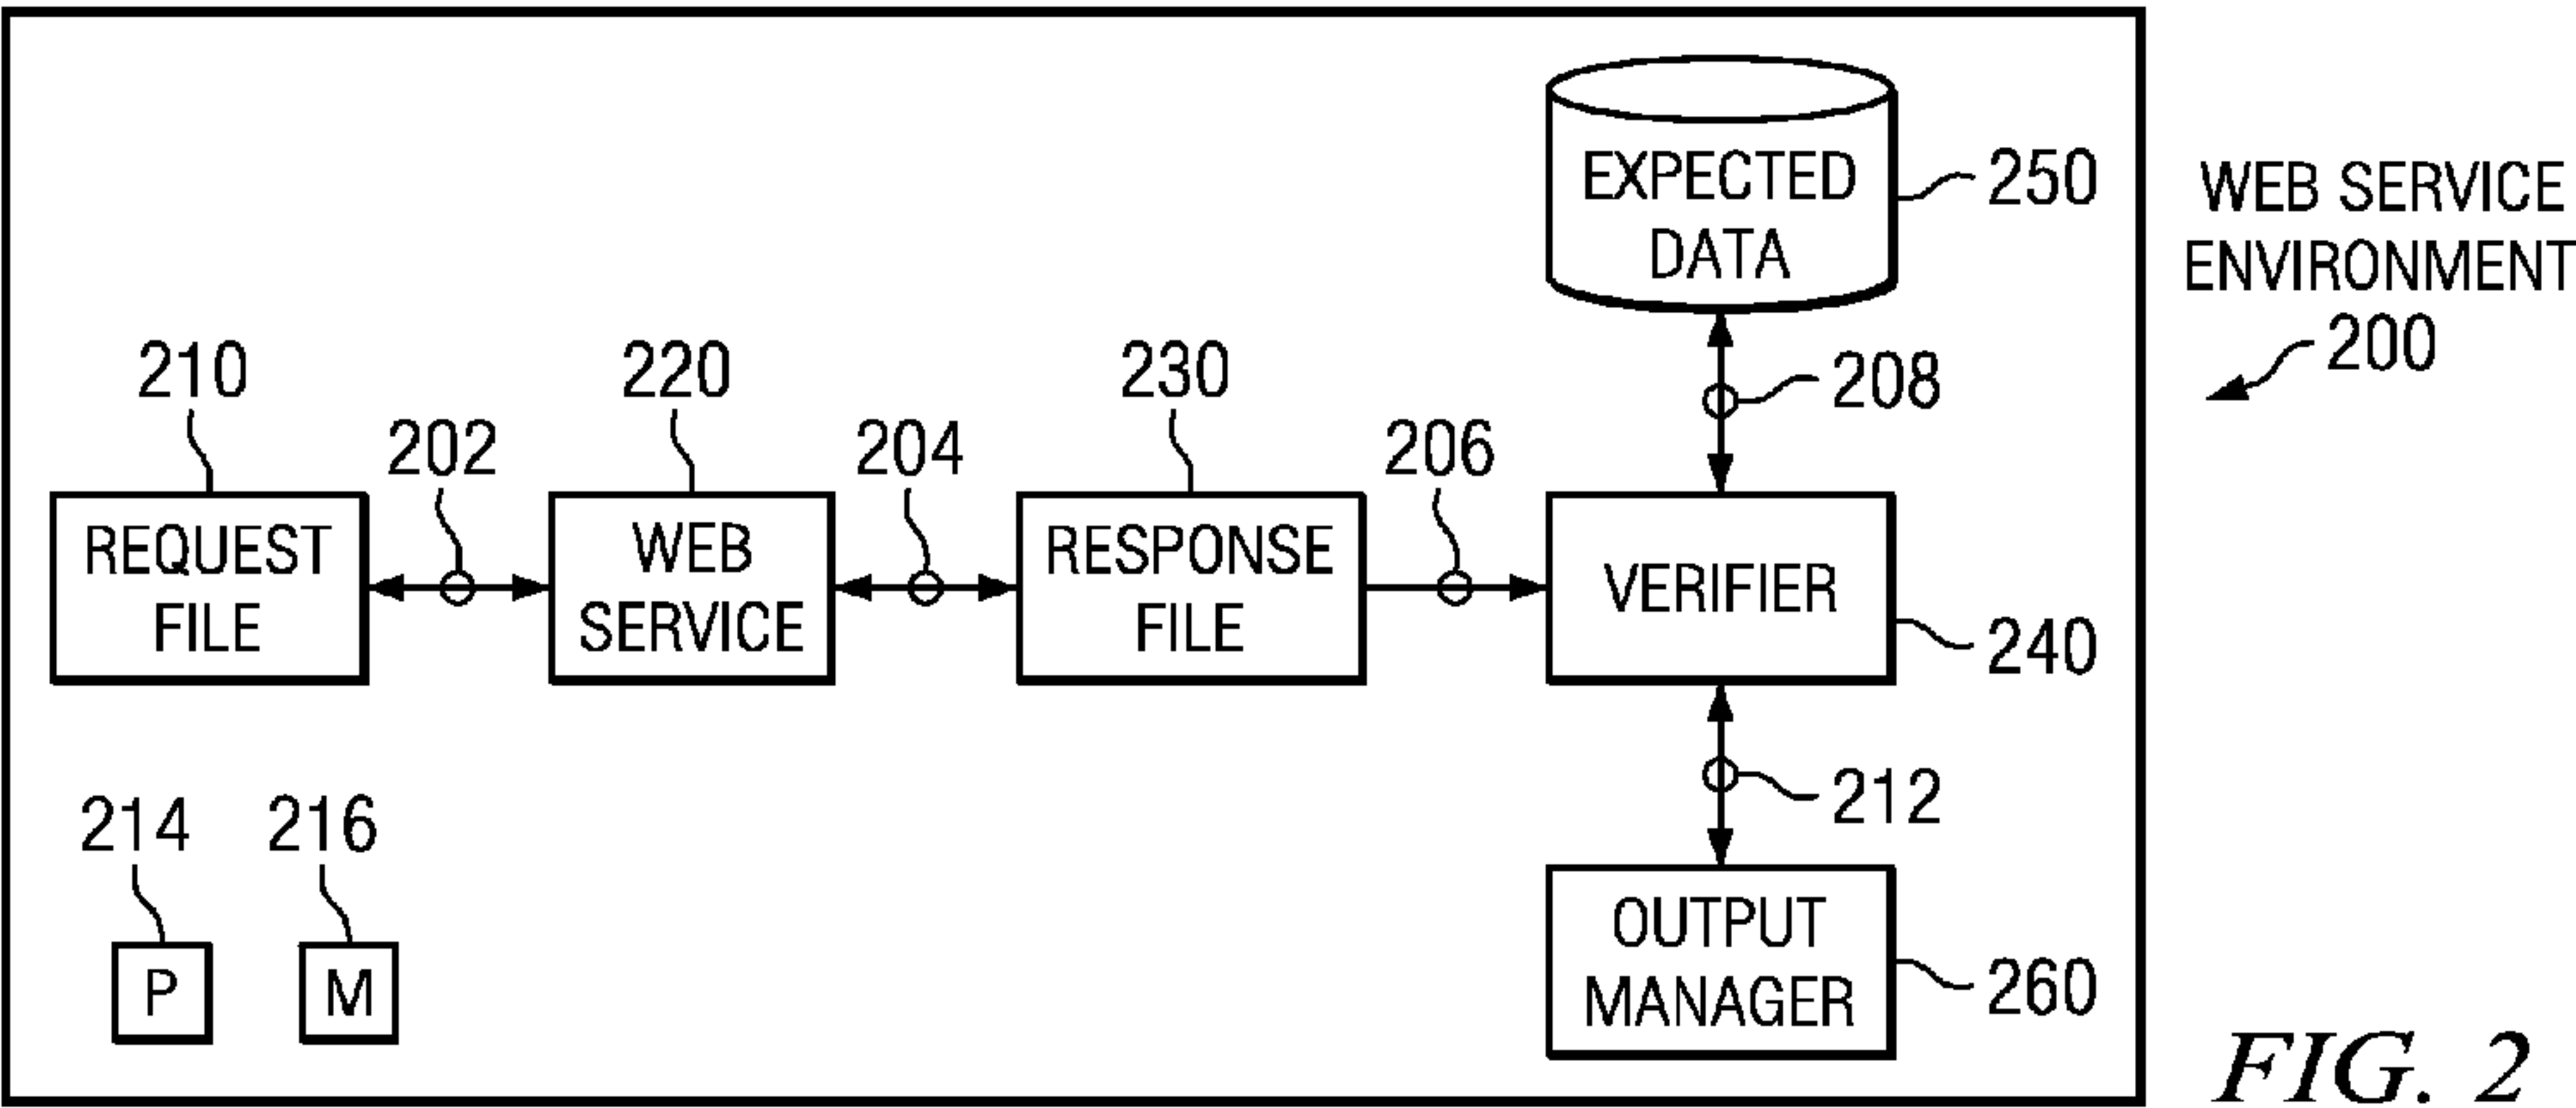 EXPECTED
DATA
250
WEB SERVICE
ENVIRONMENT
200
208
210
202
220
204
230
206
REQUEST
FILE
WEB
SERVICE
RESPONSE
FILE
VERIFIER
240
212
214
216
P
M
OUTPUT
MANAGER
260
FIG. 2